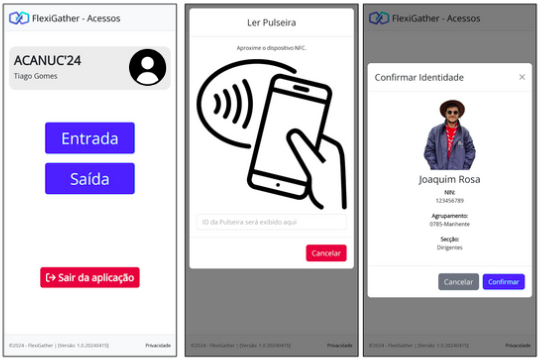 FlexiGather - Acessos
ACANUC'24
Tiago Gomes
Entrada
Saída
Sair da aplicação
©2024 - FlexiGather | [Versão: 1.0.20240415]
Privacidade
Ler Pulseira
Aproxime o dispositivo NFC.
ID da Pulseira será exibido aqui
Cancelar
©2024 - FlexiGather | [Versão: 1.0.20240415]
Privacidade
FlexiGather - Acessos
Confirmar Identidade
Joaquim Rosa
NIN:
123456789
Agrupamento:
0785-Manhente
Secção:
Dirigentes
Cancelar
Confirmar
©2024 - FlexiGather | [Versão: 1.0.20240415]
Privacidade